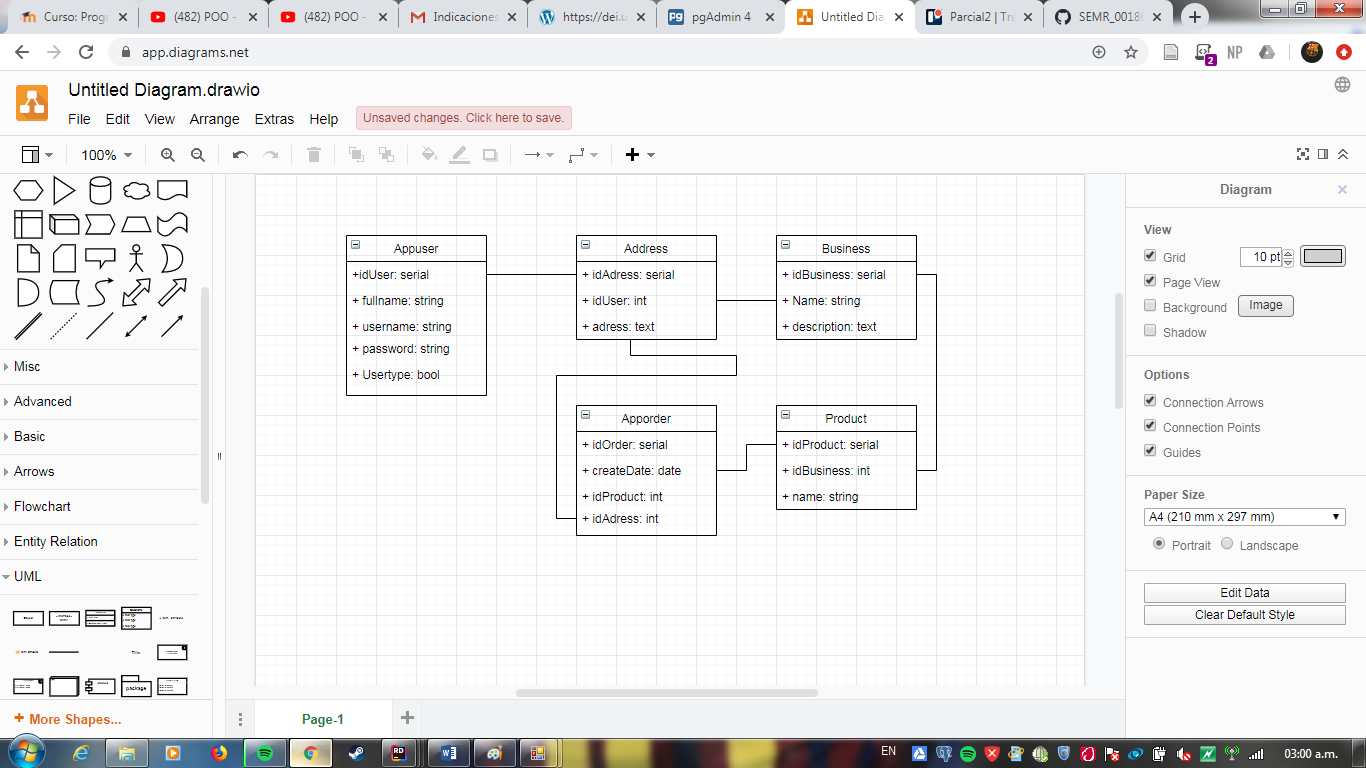 Curso: Progr
(482) POO -
(482) POO -
Indicaciones
https://dei.u
pgAdmin 4
Untitled Dia
Parcial2 | Tre
SEMR_0018
app.diagrams.net
2
NP
Untitled Diagram.drawio
File Edit View Arrange Extras Help
Unsaved changes. Click here to save.
100%
Misc
Advanced
Basic
Arrows
Flowchart
Entity Relation
UML
Title
package
+ More Shapes...
Appuser
+idUser: serial
+ fullname: string
+ username: string
+ password: string
+ Usertype: bool
Address
+ idAdress: serial
+ idUser: int
+ adress: text
Business
+ idBusiness: serial
+ Name: string
+ description: text
Apporder
+ idOrder: serial
+ createDate: date
+ idProduct: int
+ idAdress: int
Product
+ idProduct: serial
+ idBusiness: int
+ name: string
Page-1
Diagram
View
Grid
10 pt
Page View
Background
Image
Shadow
Options
Connection Arrows
Connection Points
Guides
Paper Size
A4 (210 mm x 297 mm)
Portrait Landscape
Edit Data
Clear Default Style
RD
W
EN
03:00 a.m.